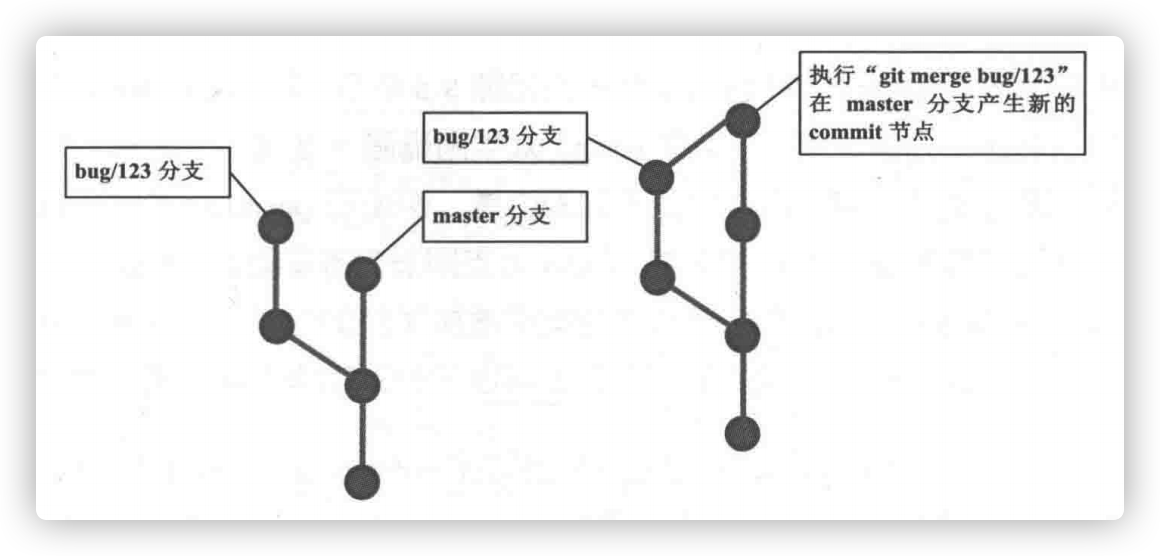 bug/123 分支
bug/123 分支
master 分支
执行“git merge bug/123”
在 master 分支产生新的
commit 节点